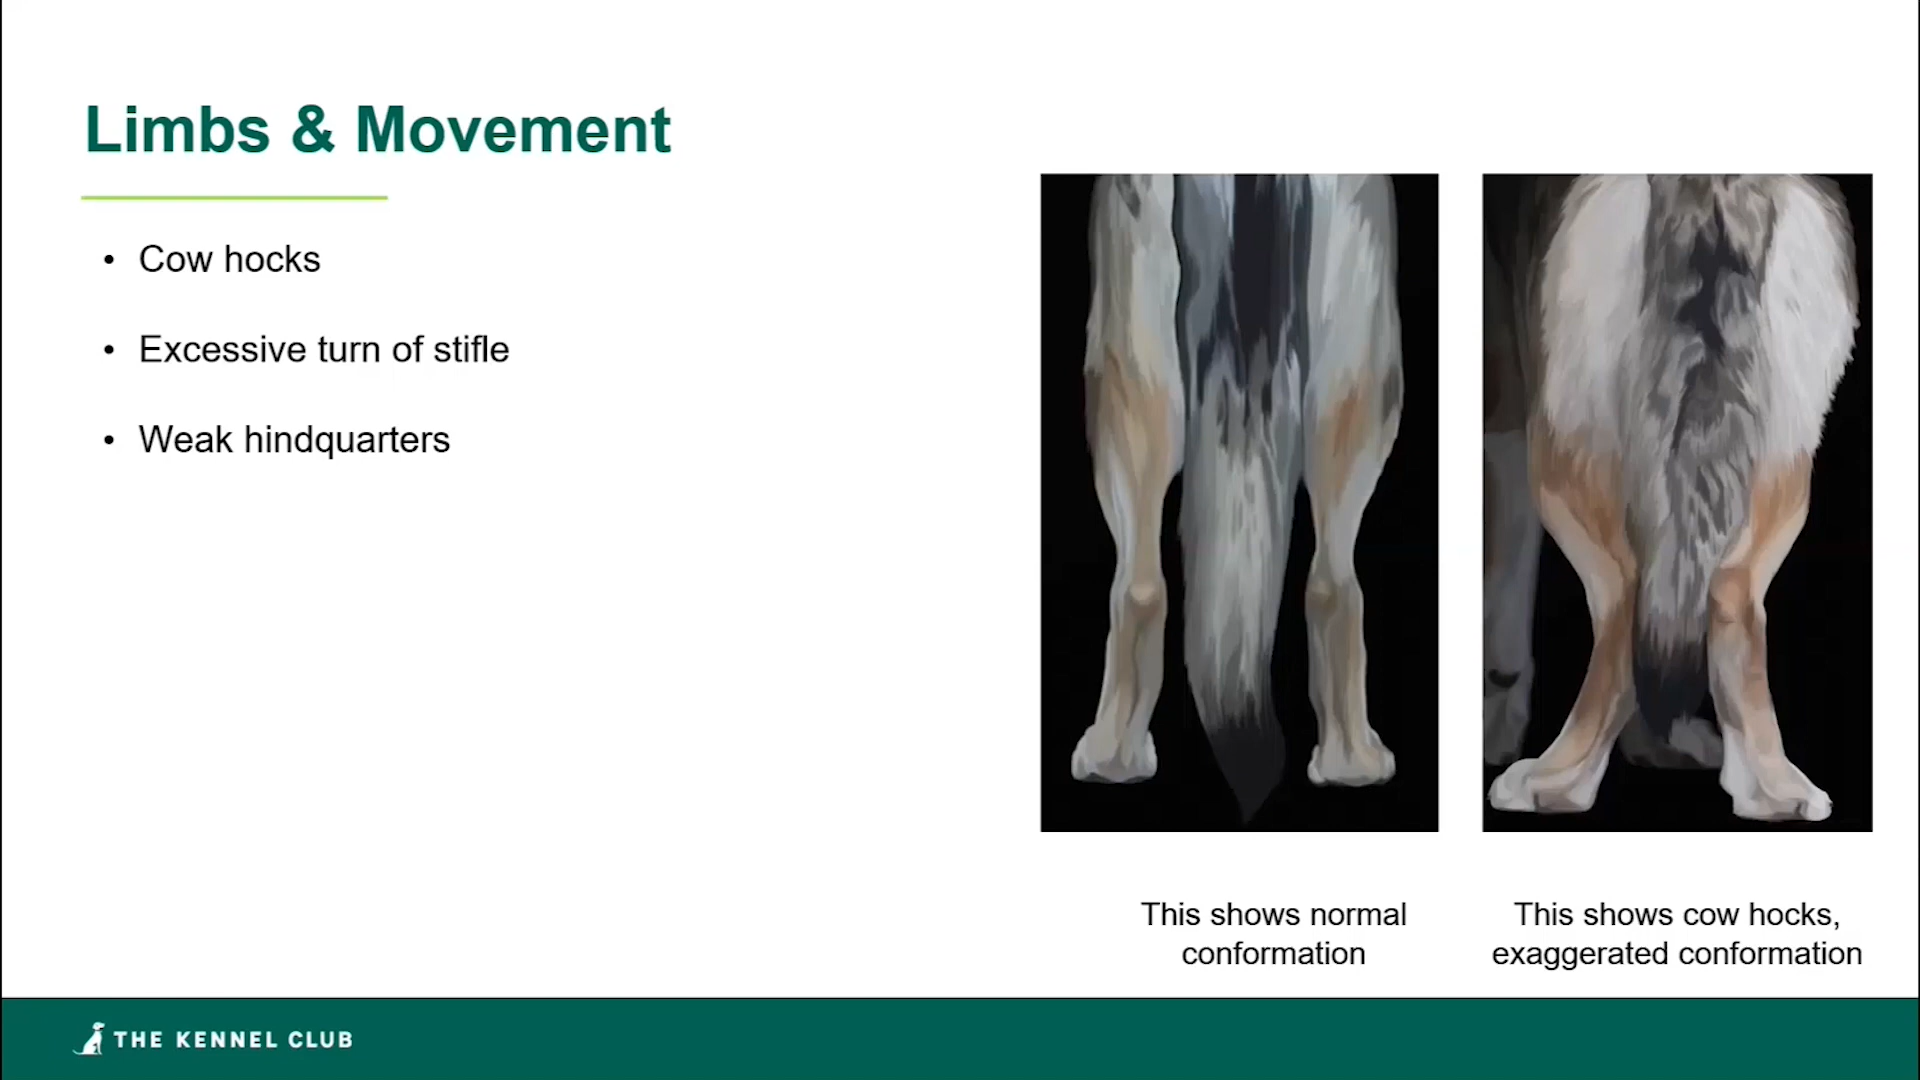 Limbs & Movement
• Cow hocks
• Excessive turn of stifle
• Weak hindquarters
This shows normal
conformation
This shows cow hocks,
exaggerated conformation
THE KENNEL CLUB